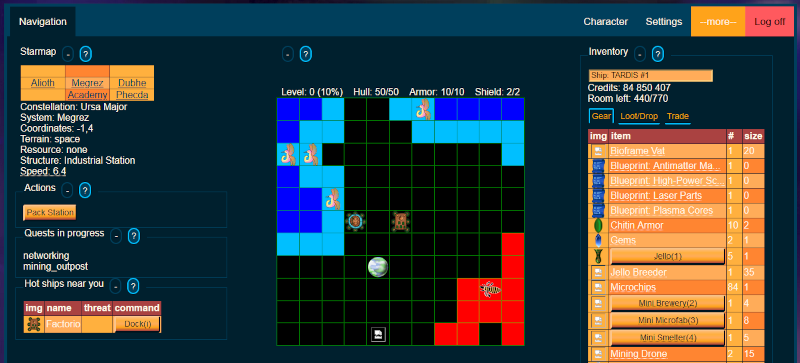 Navigation
Character Settings --more-- Log off
Starmap - ?
Alioth Megrez Dubhe
Academy Phecda
Constellation: Ursa Major
System: Megrez
Coordinates: -1,4
Terrain: space
Resource: none
Structure: Industrial Station
Speed: 6.4
Actions - ?
Pack Station
Quests in progress - ?
networking
mining_outpost
Hot ships near you - ?
img name threat command
Factorio Dock(i)
- ?
Level: 0 (10%) Hull: 50/50 Armor: 10/10 Shield: 2/2
Inventory - ?
Ship: TARDIS #1
Credits: 84 850 407
Room left: 440/770
Gear Loot/Drop Trade
img item # size
Bioframe Vat 1 20
Blueprint: Antimatter Ma... 1 0
Blueprint: High-Power Sc... 1 0
Blueprint: Laser Parts 1 0
Blueprint: Plasma Cores 1 0
Chitin Armor 10 2
Gems 2 1
Jello(1) 5 1
Jello Breeder 1 35
Microchips 84 1
Mini Brewery(2) 1 4
Mini Microfab(3) 1 8
Mini Smelter(4) 1 5
Mining Drone 2 15